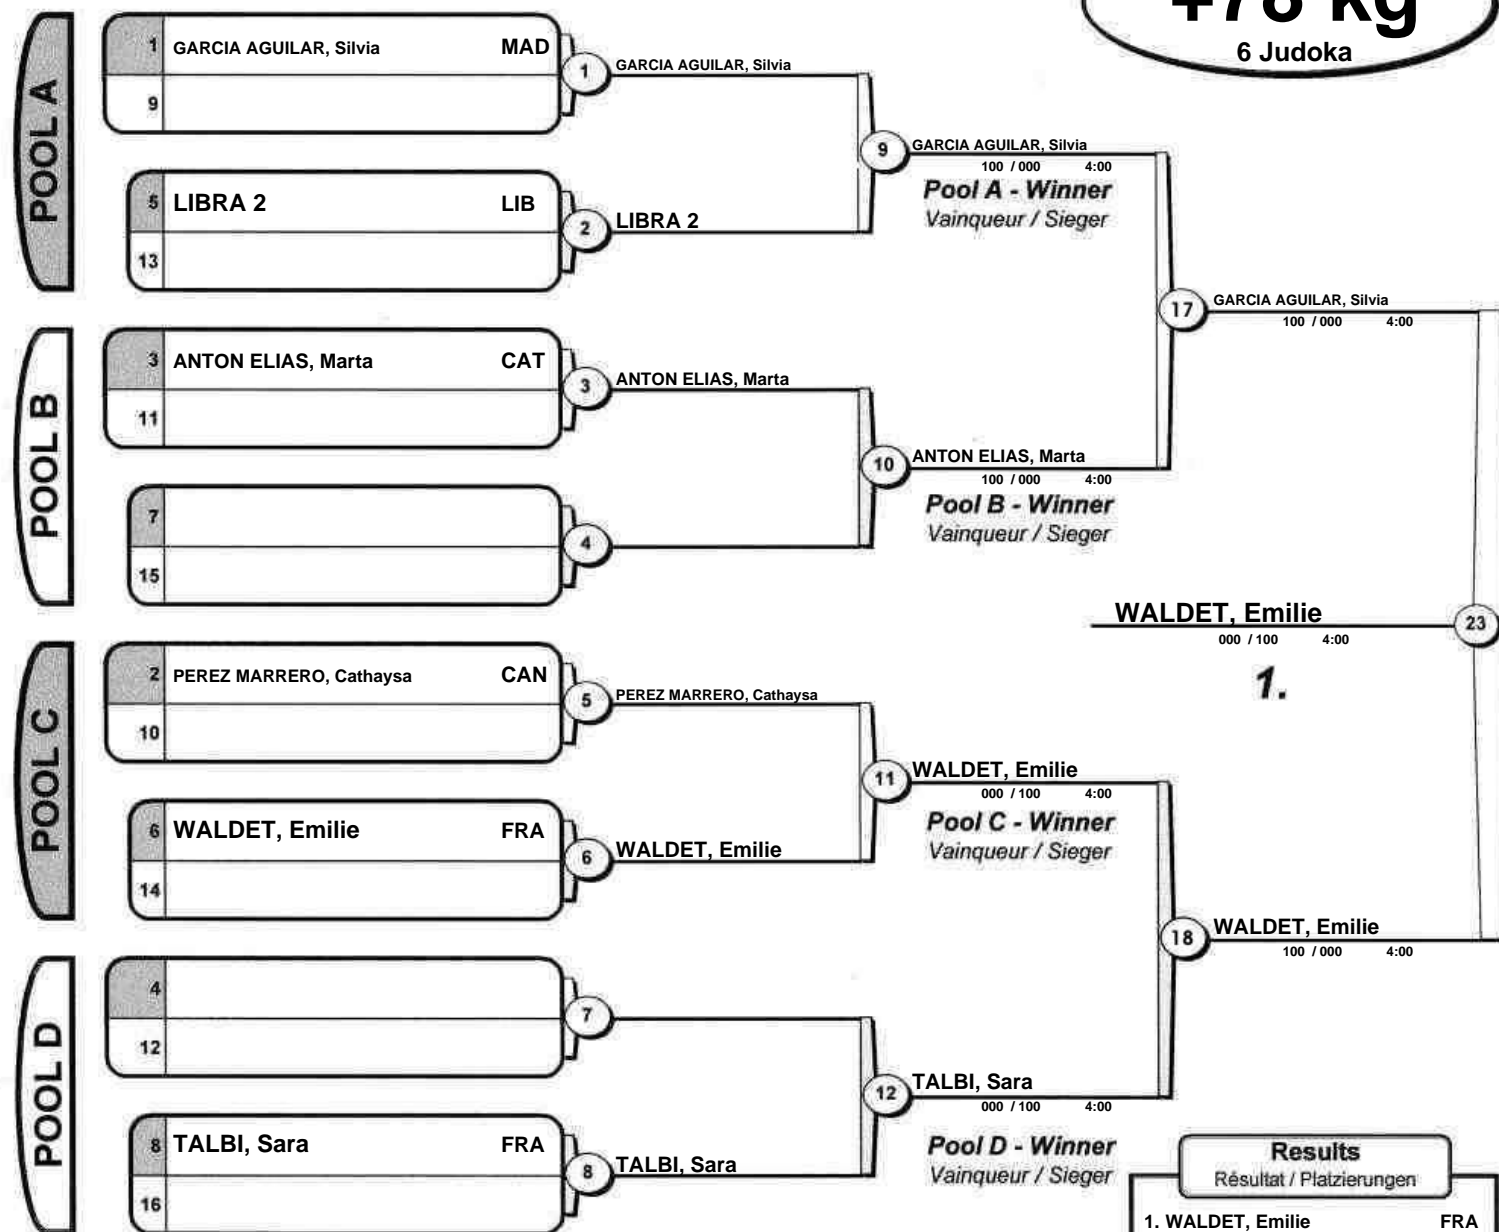 +78 kg
6 Judoka
POOL A
1 GARCIA AGUILAR, Silvia MAD
9
1 GARCIA AGUILAR, Silvia
5 LIBRA 2 LIB
13
2 LIBRA 2
9 GARCIA AGUILAR, Silvia
100 / 000 4:00
Pool A - Winner
Vainqueur / Sieger
17 GARCIA AGUILAR, Silvia
100 / 000 4:00
POOL B
3 ANTON ELIAS, Marta CAT
11
3 ANTON ELIAS, Marta
7
15
4
10 ANTON ELIAS, Marta
100 / 000 4:00
Pool B - Winner
Vainqueur / Sieger
WALDET, Emilie 23
000 / 100 4:00
1.
POOL C
2 PEREZ MARRERO, Cathaysa CAN
10
5 PEREZ MARRERO, Cathaysa
6 WALDET, Emilie FRA
14
6 WALDET, Emilie
11 WALDET, Emilie
000 / 100 4:00
Pool C - Winner
Vainqueur / Sieger
18 WALDET, Emilie
100 / 000 4:00
POOL D
4
12
7
8 TALBI, Sara FRA
16
8 TALBI, Sara
12 TALBI, Sara
000 / 100 4:00
Pool D - Winner
Vainqueur / Sieger
Results
Résultat / Platzierungen
1. WALDET, Emilie FRA